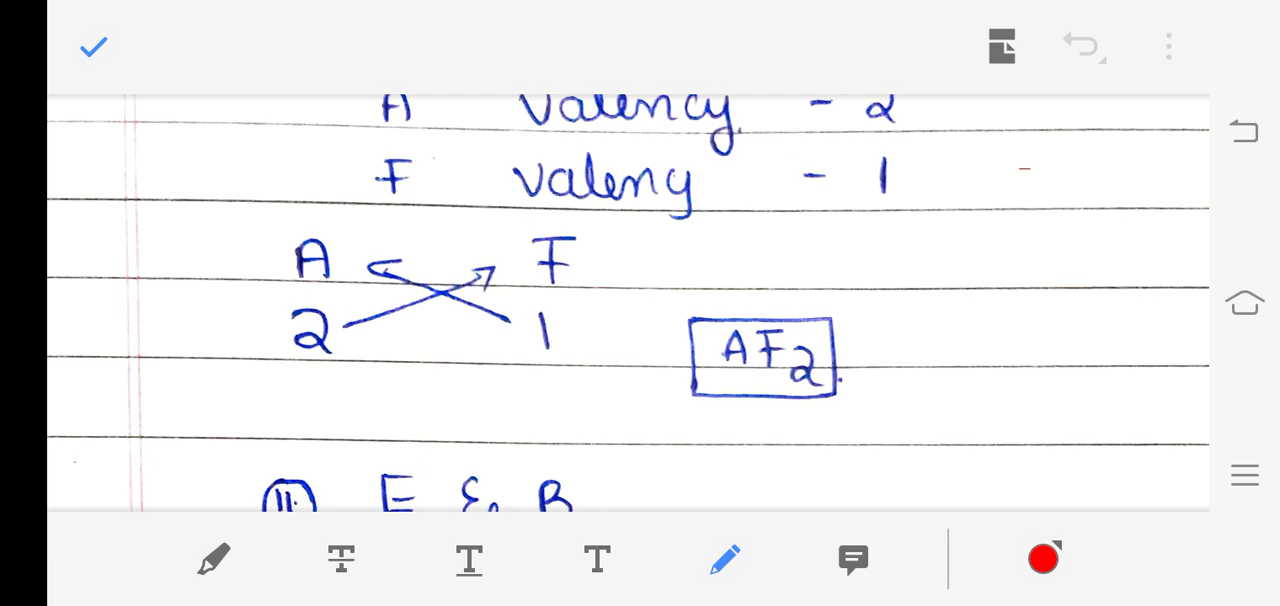 A valency - 2
F valeny - 1
A F
2 1
AF2.
(ii) E & B